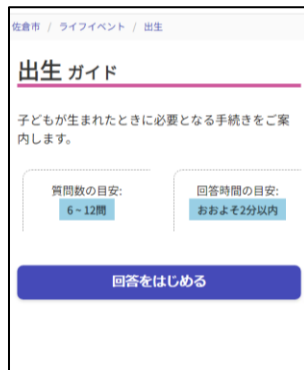 佐倉市 / ライフイベント / 出生
出生 ガイド
子どもが生まれたときに必要となる手続きをご案
内します。
質問数の目安:
6~12問
回答時間の目安:
おおよそ2分以内
回答をはじめる